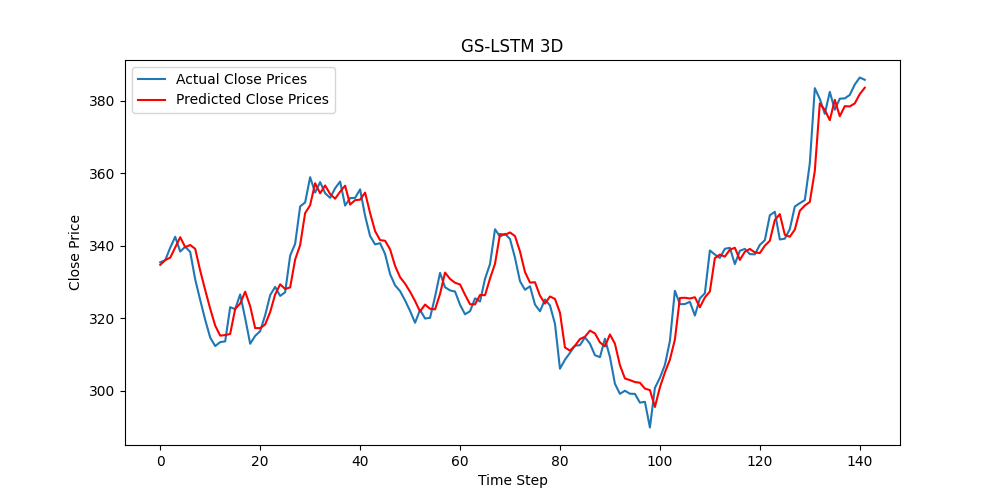 GS-LSTM 3D
Actual Close Prices
Predicted Close Prices
Close Price
380
360
340
320
300
0 20 40 60 80 100 120 140
Time Step